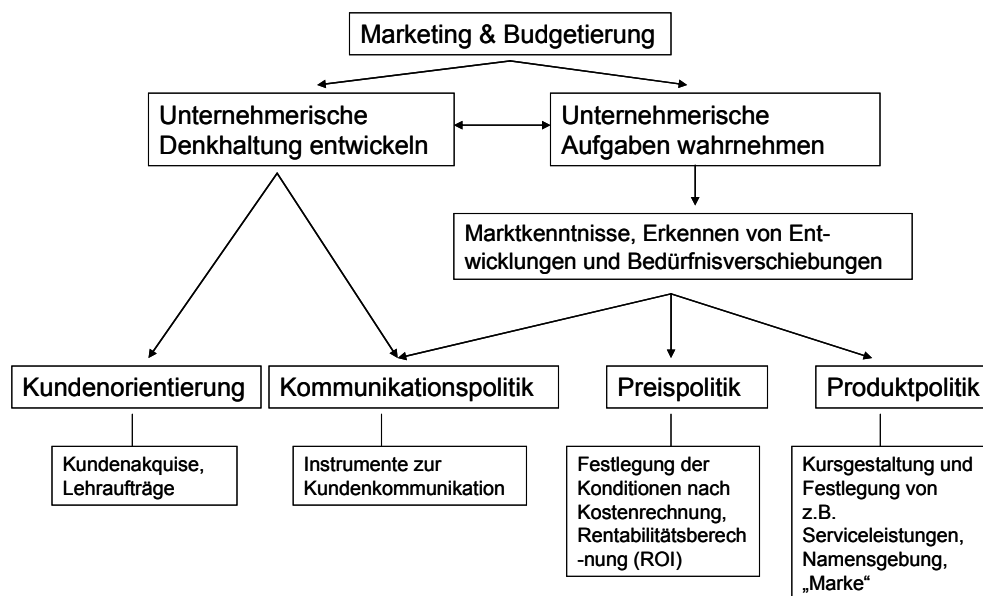 Marketing & Budgetierung
Unternehmerische
Denkhaltung entwickeln
Unternehmerische
Aufgaben wahrnehmen
Marktkenntnisse, Erkennen von Ent-
wicklungen und Bedürfnisverschiebungen
Kundenorientierung
Kommunikationspolitik
Preispolitik
Produktpolitik
Kundenakquise,
Lehraufträge
Instrumente zur
Kundenkommunikation
Festlegung der
Konditionen nach
Kostenrechnung,
Rentabilitätsberech
-nung (ROI)
Kursgestaltung und
Festlegung von
z.B.
Serviceleistungen,
Namensgebung,
„Marke“